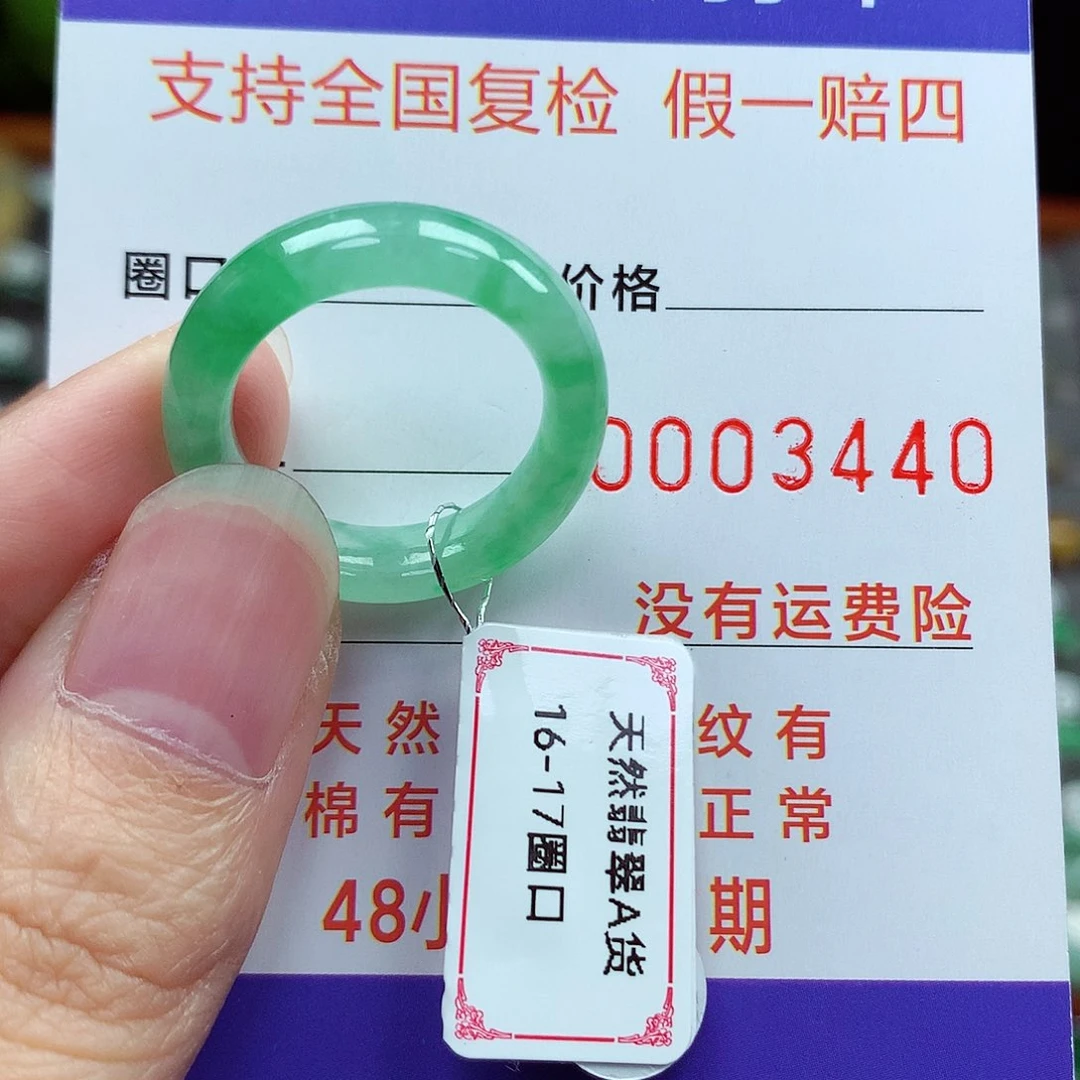 支持全国复检 假一赔四
圈口 价格
0003440
没有运费险
天然 纹有
棉有 正常
48小 期
天然翡翠A货
16-17圈口